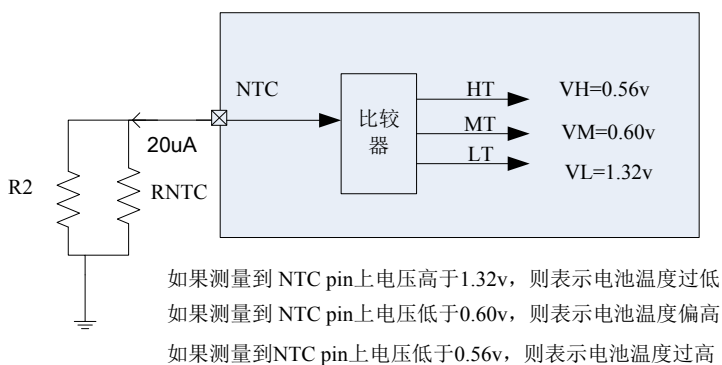 NTC
20uA
R2
RNTC
比较
器
HT
MT
LT
VH=0.56v
VM=0.60v
VL=1.32v
如果测量到 NTC pin上电压高于1.32v，则表示电池温度过低
如果测量到 NTC pin上电压低于0.60v，则表示电池温度偏高
如果测量到NTC pin上电压低于0.56v，则表示电池温度过高